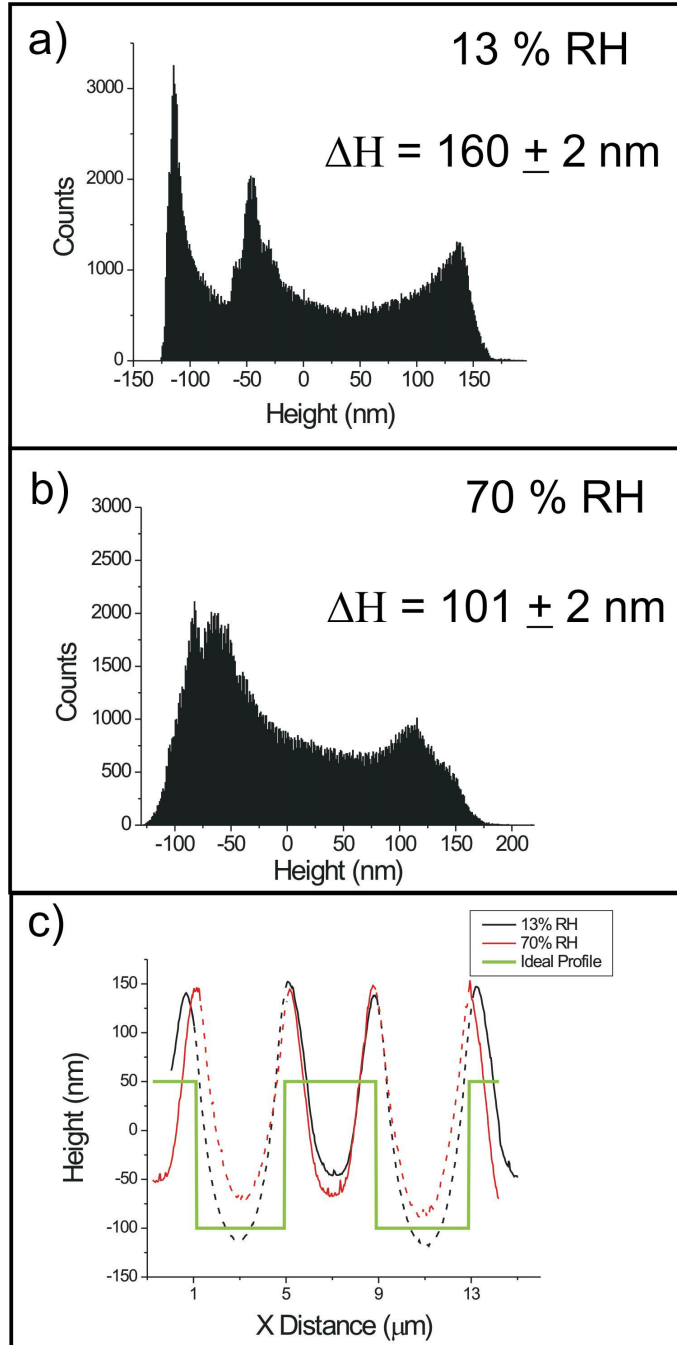 a)
13 % RH
ΔH = 160 ± 2 nm
Counts
3000
2000
1000
0
-150 -100 -50 0 50 100 150
Height (nm)
b)
70 % RH
ΔH = 101 ± 2 nm
Counts
3000
2500
2000
1500
1000
500
0
-100 -50 0 50 100 150 200
Height (nm)
c)
13% RH
70% RH
Ideal Profile
Height (nm)
150
100
50
0
-50
-100
-150
1 5 9 13
X Distance (µm)